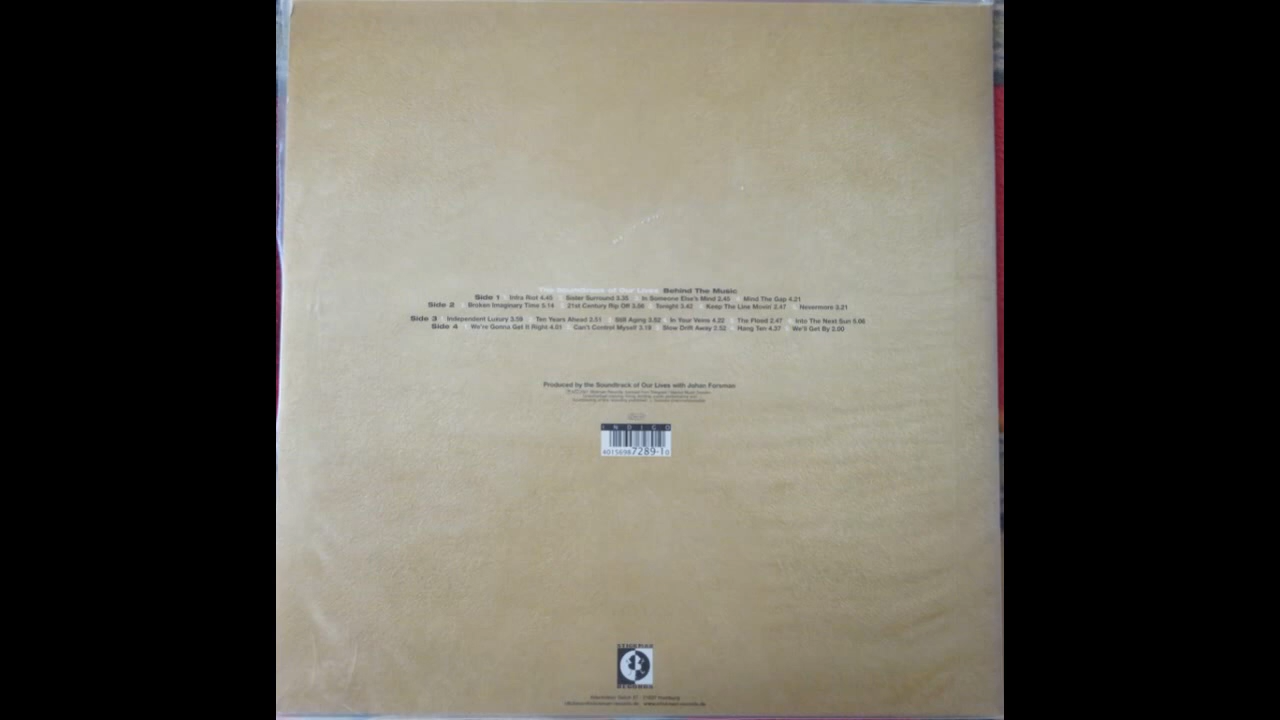 The Soundtrack of Our Lives Behind The Music
Side 1 Infra Riot 4.45 Sister Surround 3.35 In Someone Else's Mind 2.45 Mind The Gap 4.21
Side 2 Broken Imaginary Time 5.14 21st Century Rip Off Tonight 3.42 Keep The Line Movin' 2.47 Nevermore 3.21
Side 3 Independent Luxury 3.59 Ten Years Ahead 3.51 Still Aging 3.52 In Your Veins 4.22 The Flood 2.47 Into The Next Sun 5.06
Side 4 We're Gonna Get It Right 4.01 Can't Control Myself 3.19 Slow Drift Away 2.52 Hang Ten 4.37 We'll Get By 2.00
Produced by the Soundtrack of Our Lives with Johan Forsman
INDIGO
4015698 7289-1 0
STICKMAN
RECORDS